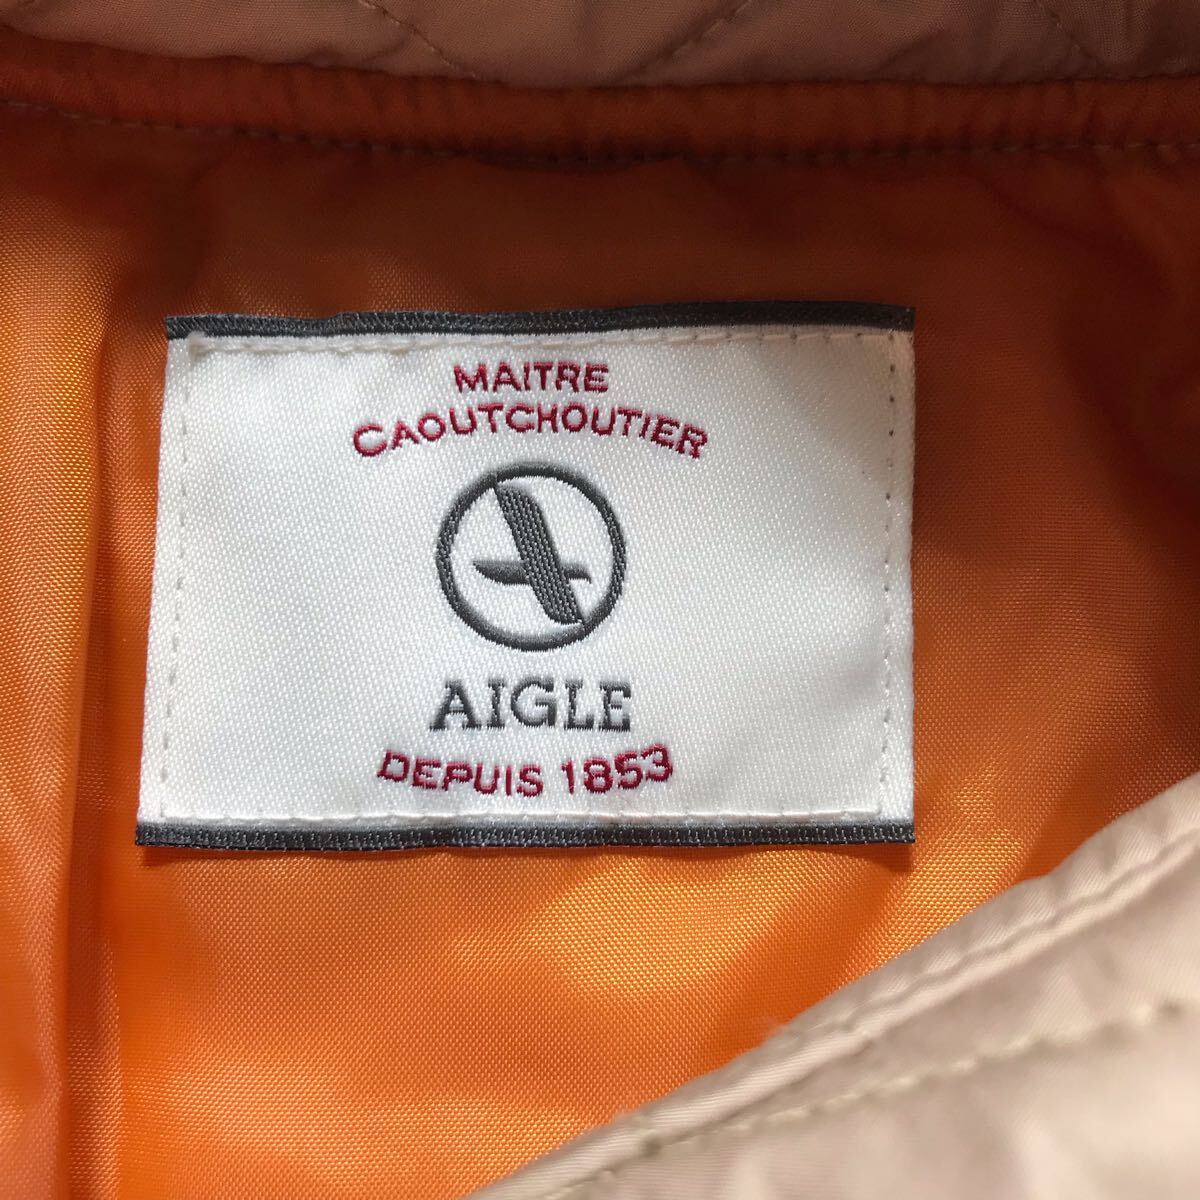 MAITRE
CAOUTCHOUTIER
AIGLE
DEPUIS 1853